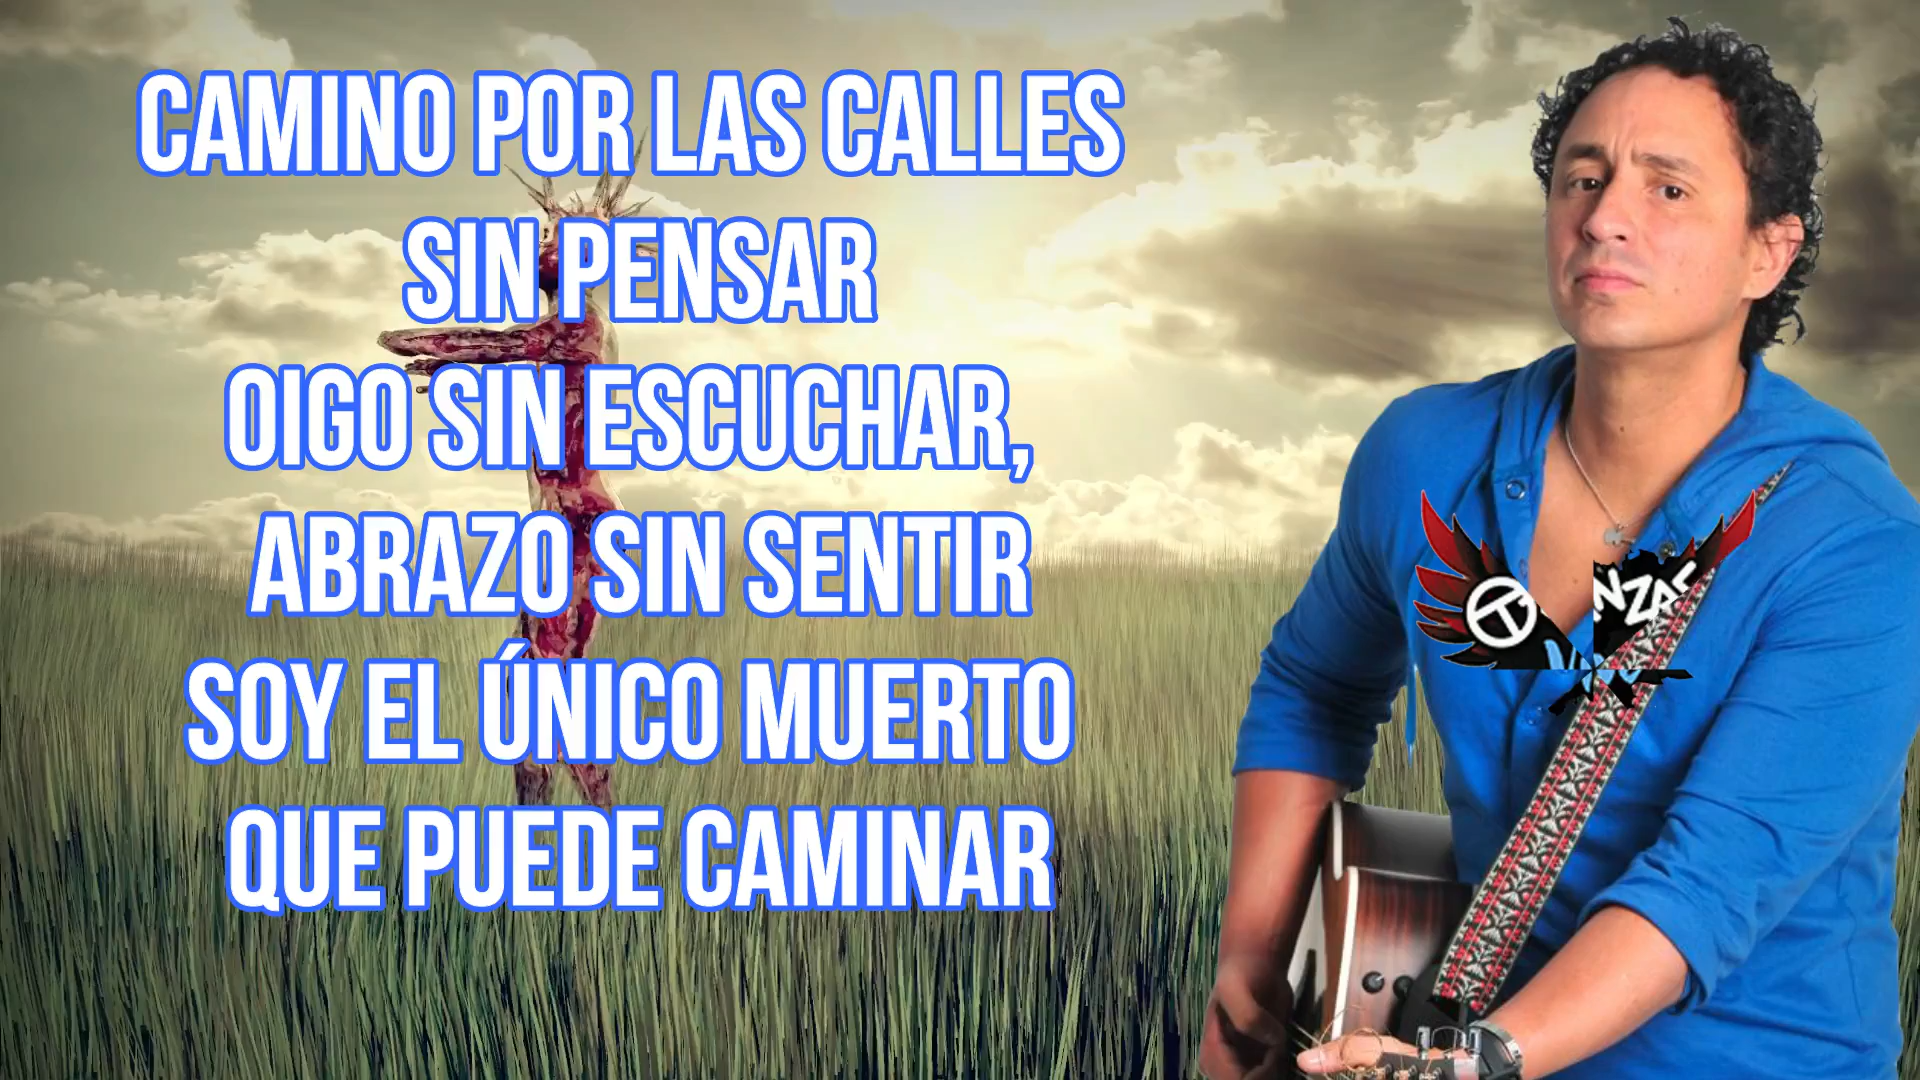 CAMINO POR LAS CALLES
SIN PENSAR
OIGO SIN ESCUCHAR,
ABRAZO SIN SENTIR
SOY EL ÚNICO MUERTO
QUE PUEDE CAMINAR